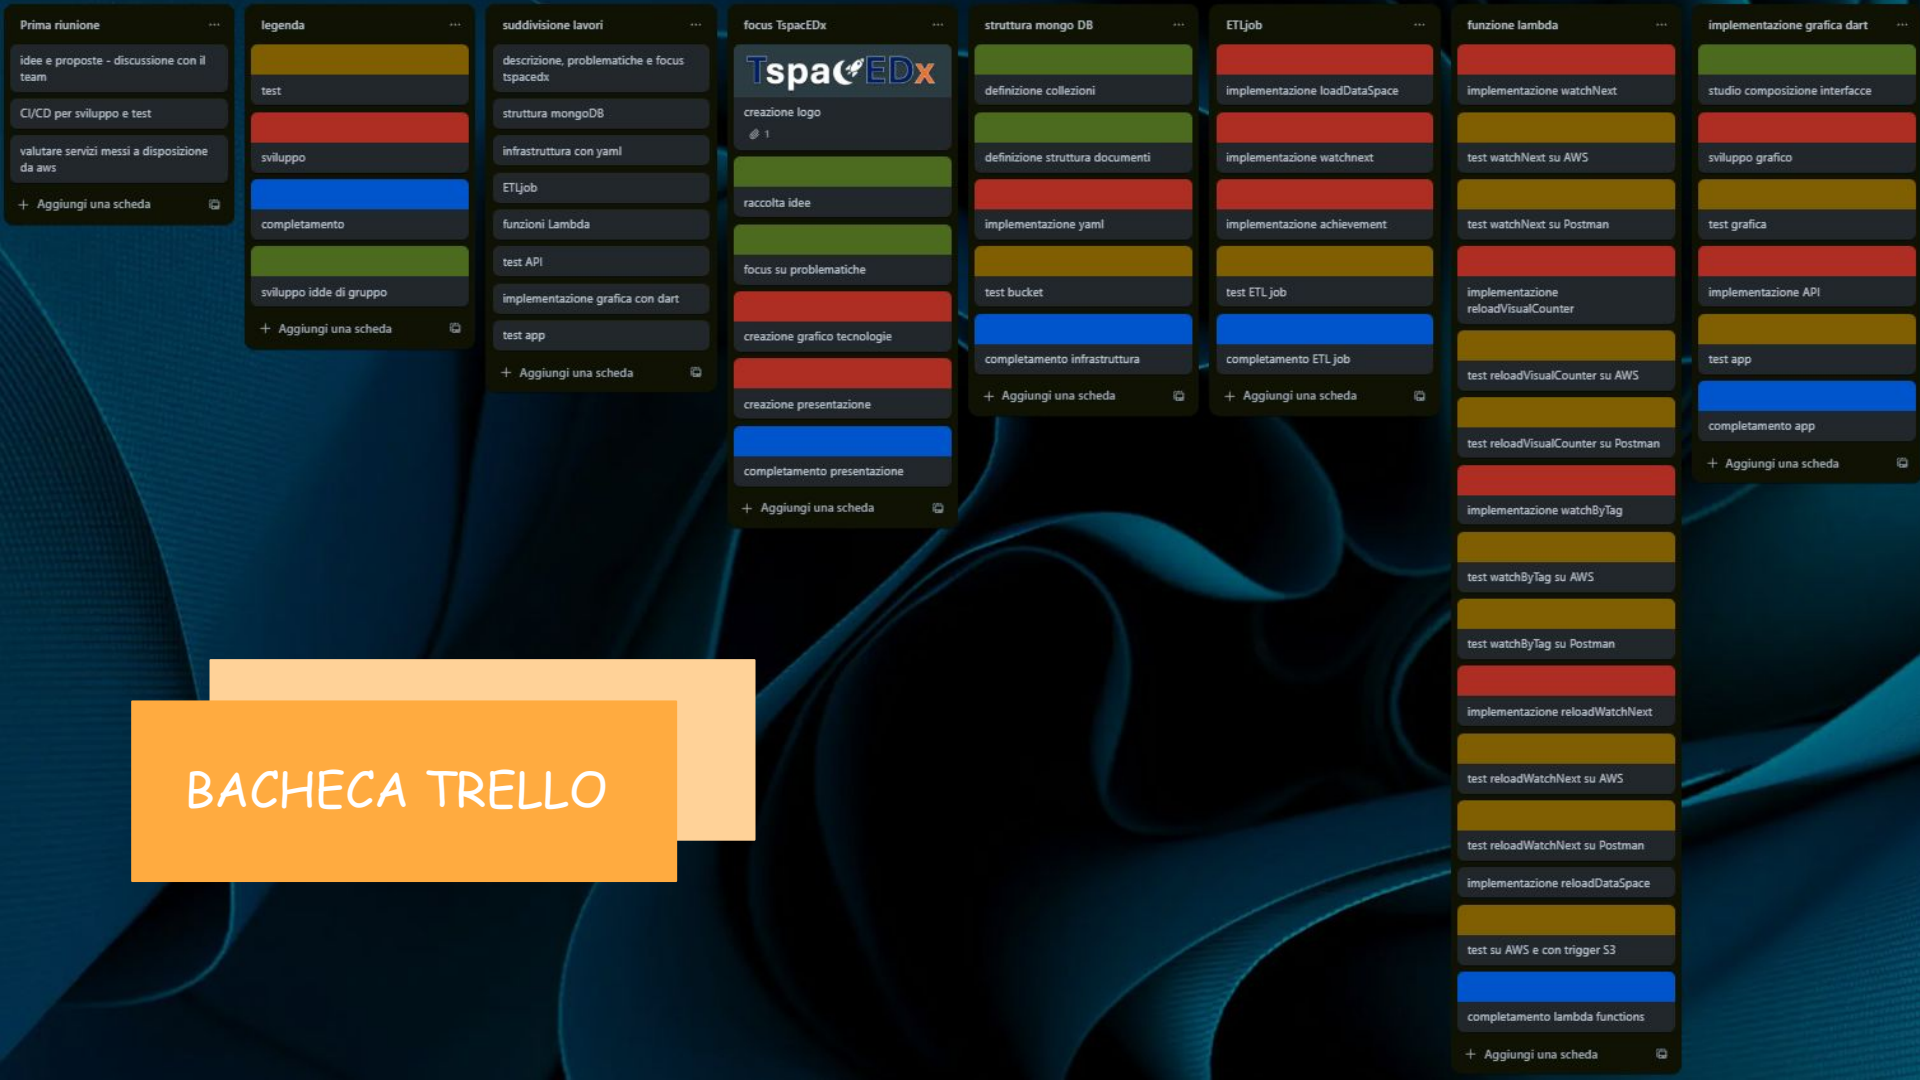 Prima riunione
idee e proposte - discussione con il
team
CI/CD per sviluppo e test
valutare servizi messi a disposizione
da aws
+ Aggiungi una scheda
legenda
test
sviluppo
completamento
sviluppo idde di gruppo
+ Aggiungi una scheda
suddivisione lavori
descrizione, problematiche e focus
tspacedx
struttura mongoDB
infrastruttura con yaml
ETLjob
funzioni Lambda
test API
implementazione grafica con dart
test app
+ Aggiungi una scheda
focus TspacEDx
TspacEDx
creazione logo
1
raccolta idee
focus su problematiche
creazione grafico tecnologie
creazione presentazione
completamento presentazione
+ Aggiungi una scheda
struttura mongo DB
definizione collezioni
definizione struttura documenti
implementazione yaml
test bucket
completamento infrastruttura
+ Aggiungi una scheda
ETLjob
implementazione loadDataSpace
implementazione watchnext
implementazione achievement
test ETL job
completamento ETL job
+ Aggiungi una scheda
funzione lambda
implementazione watchNext
test watchNext su AWS
test watchNext su Postman
implementazione
reloadVisualCounter
test reloadVisualCounter su AWS
test reloadVisualCounter su Postman
implementazione watchByTag
test watchByTag su AWS
test watchByTag su Postman
implementazione reloadWatchNext
test reloadWatchNext su AWS
test reloadWatchNext su Postman
implementazione reloadDataSpace
test su AWS e con trigger S3
completamento lambda functions
+ Aggiungi una scheda
implementazione grafica dart
studio composizione interfacce
sviluppo grafico
test grafica
implementazione API
test app
completamento app
+ Aggiungi una scheda
BACHECA TRELLO